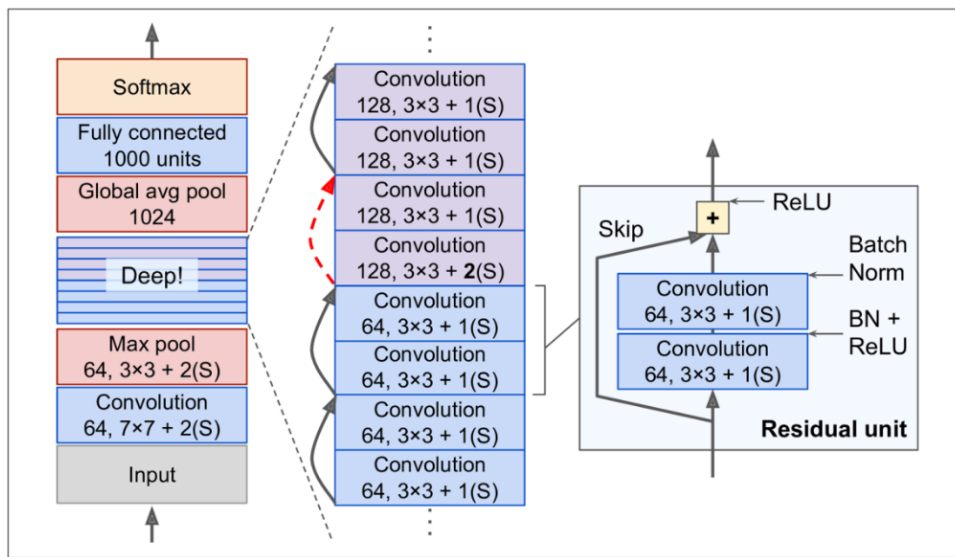 Softmax
Fully connected
1000 units
Global avg pool
1024
Deep!
Max pool
64, 3×3 + 2(S)
Convolution
64, 7×7 + 2(S)
Input
Convolution
128, 3×3 + 1(S)
Convolution
128, 3×3 + 1(S)
Convolution
128, 3×3 + 1(S)
Convolution
128, 3×3 + 2(S)
Convolution
64, 3×3 + 1(S)
Convolution
64, 3×3 + 1(S)
Convolution
64, 3×3 + 1(S)
Convolution
64, 3×3 + 1(S)
ReLU
+
Skip
Batch
Norm
Convolution
64, 3×3 + 1(S)
BN +
ReLU
Convolution
64, 3×3 + 1(S)
Residual unit